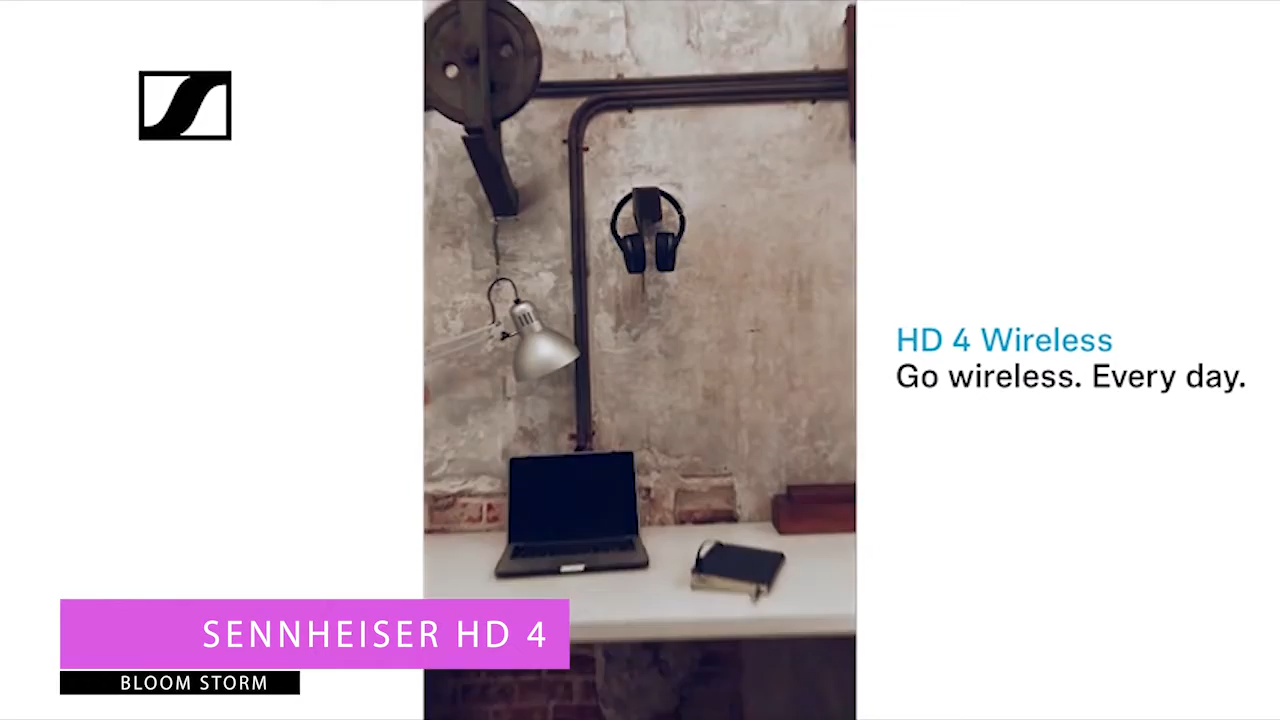 HD 4 Wireless
Go wireless. Every day.
SENNHEISER HD 4
BLOOM STORM